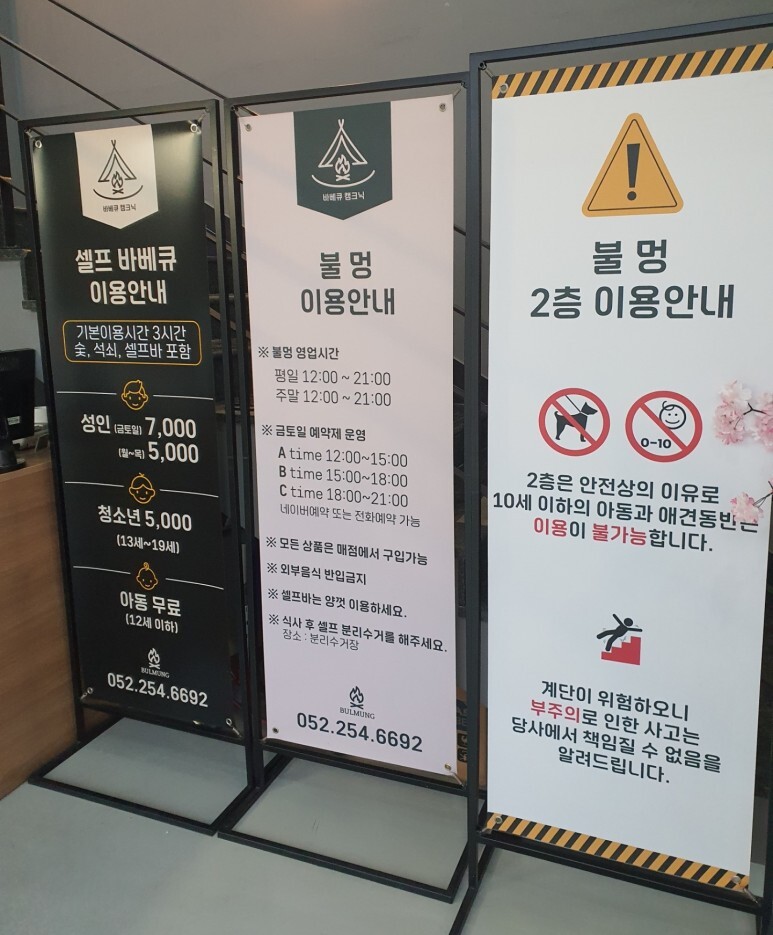 바베큐 캠크닉
셀프 바베큐
이용안내
기본이용시간 3시간
숯, 석쇠, 셀프바 포함
성인 (금토일) 7,000
(월~목) 5,000
청소년 5,000
(13세~19세)
아동 무료
(12세 이하)
BULMUNG
052.254.6692
바베큐 캠크닉
불 멍
이용안내
※ 불멍 영업시간
평일 12:00 ~ 21:00
주말 12:00 ~ 21:00
※ 금토일 예약제 운영
A time 12:00~15:00
B time 15:00~18:00
C time 18:00~21:00
네이버예약 또는 전화예약 가능
※ 모든 상품은 매점에서 구입가능
※ 외부음식 반입금지
※ 셀프바는 양껏 이용하세요.
※ 식사 후 셀프 분리수거를 해주세요.
장소 : 분리수거장
BULMUNG
052.254.6692
!
불 멍
2층 이용안내
0-10
2층은 안전상의 이유로
10세 이하의 아동과 애견동반은
이용이 불가능합니다.
계단이 위험하오니
부주의로 인한 사고는
당사에서 책임질 수 없음을
알려드립니다.